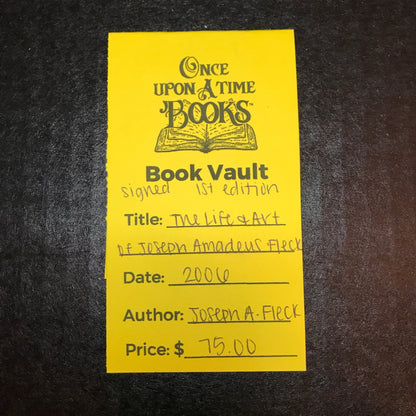 ONCE
UPON A TIME
BOOKS™
Book Vault
signed 1st edition
Title: The Life & Art
of Joseph Amadeus Fleck
Date: 2006
Author: Joseph A. Fleck
Price: $ 75.00